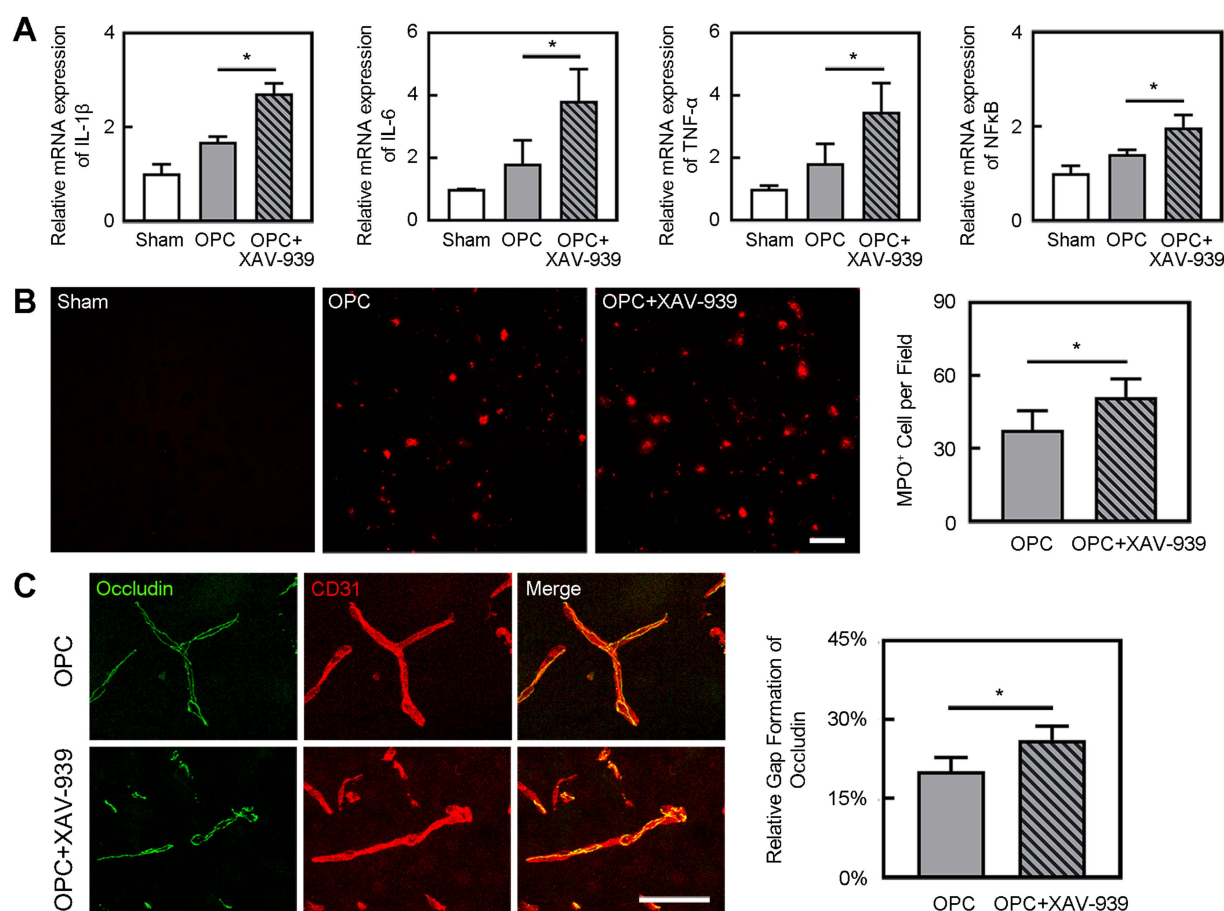 A
Relative mRNA expression
of IL-1β
4
2
0
*
Sham OPC OPC+
XAV-939
Relative mRNA expression
of IL-6
6
4
2
0
*
Sham OPC OPC+
XAV-939
Relative mRNA expression
of TNF-α
6
4
2
0
*
Sham OPC OPC+
XAV-939
Relative mRNA expression
of NFκB
4
2
0
*
Sham OPC OPC+
XAV-939
B
Sham
OPC
OPC+XAV-939
MPO⁺ Cell per Field
90
60
30
0
*
OPC OPC+XAV-939
C
Occludin
CD31
Merge
OPC
OPC+XAV-939
Relative Gap Formation of
Occludin
45%
30%
15%
0%
*
OPC OPC+XAV-939